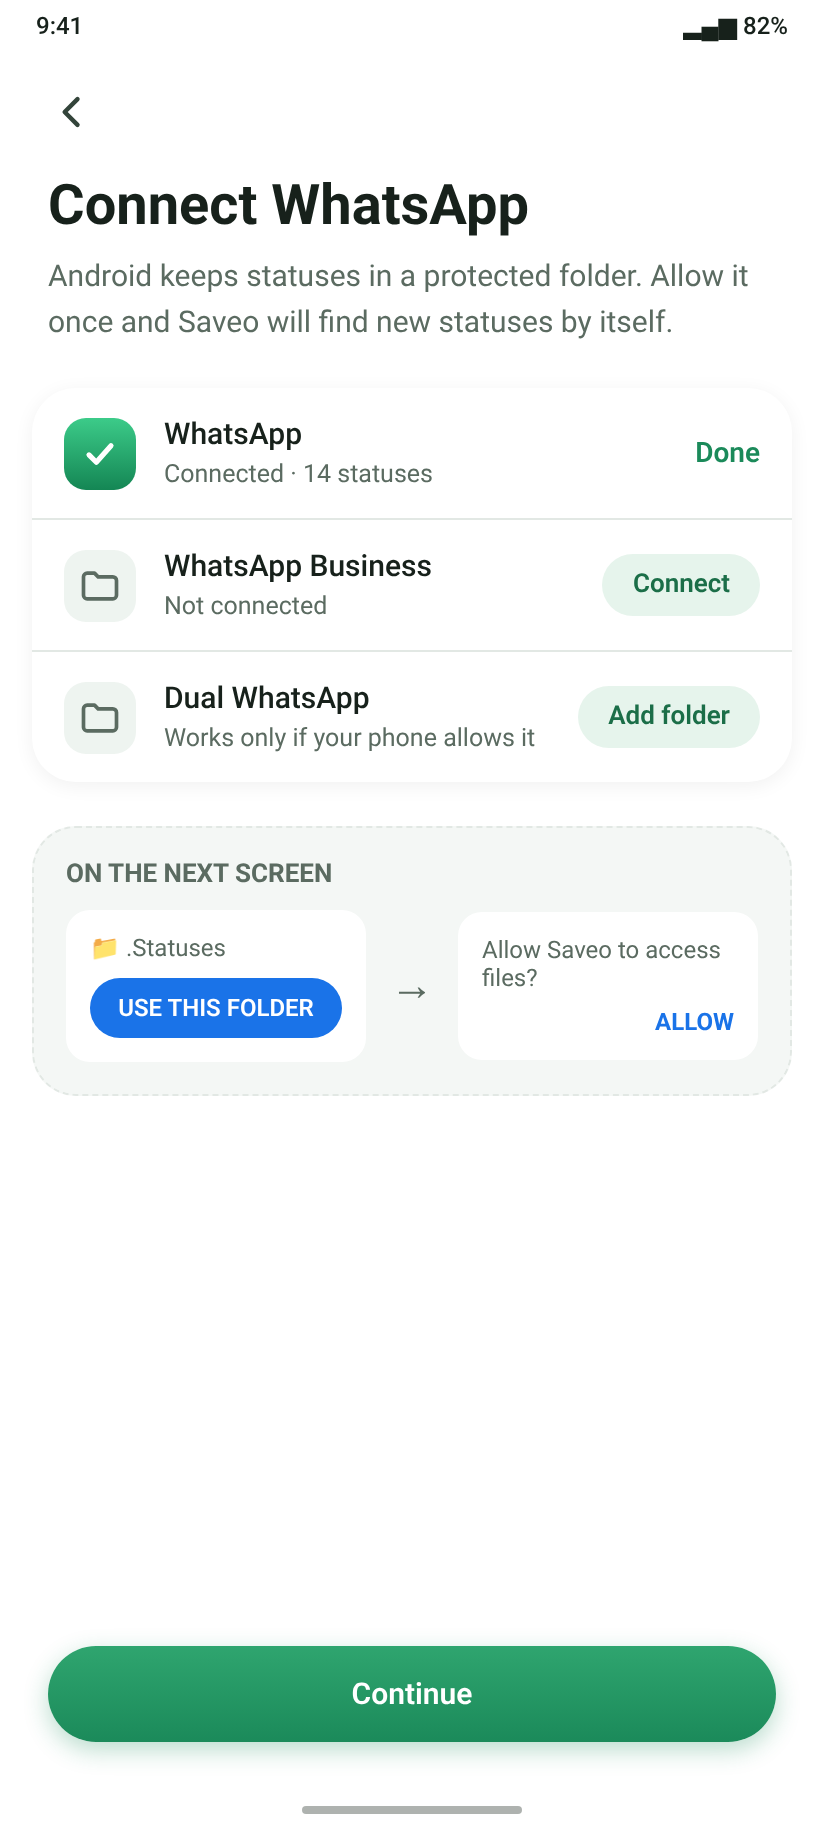 9:41
82%
Connect WhatsApp
Android keeps statuses in a protected folder. Allow it
once and Saveo will find new statuses by itself.
WhatsApp
Connected · 14 statuses
Done
WhatsApp Business
Not connected
Connect
Dual WhatsApp
Works only if your phone allows it
Add folder
ON THE NEXT SCREEN
📁 .Statuses
USE THIS FOLDER
→
Allow Saveo to access
files?
ALLOW
Continue